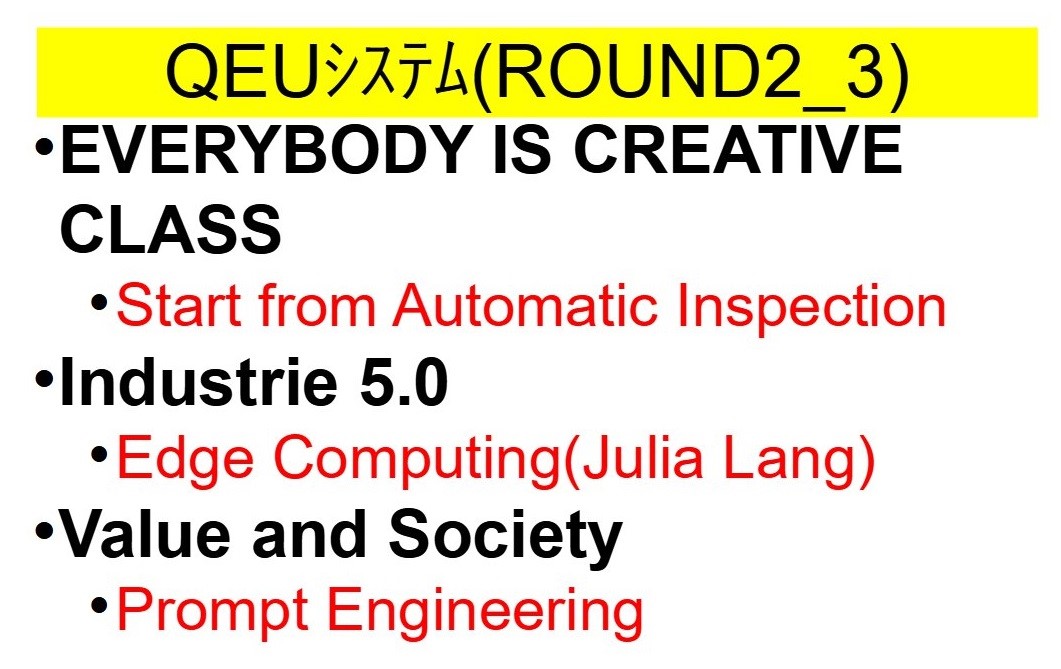 QEUｼｽﾃﾑ(ROUND2_3)
•EVERYBODY IS CREATIVE
CLASS
•Start from Automatic Inspection
•Industrie 5.0
•Edge Computing(Julia Lang)
•Value and Society
•Prompt Engineering